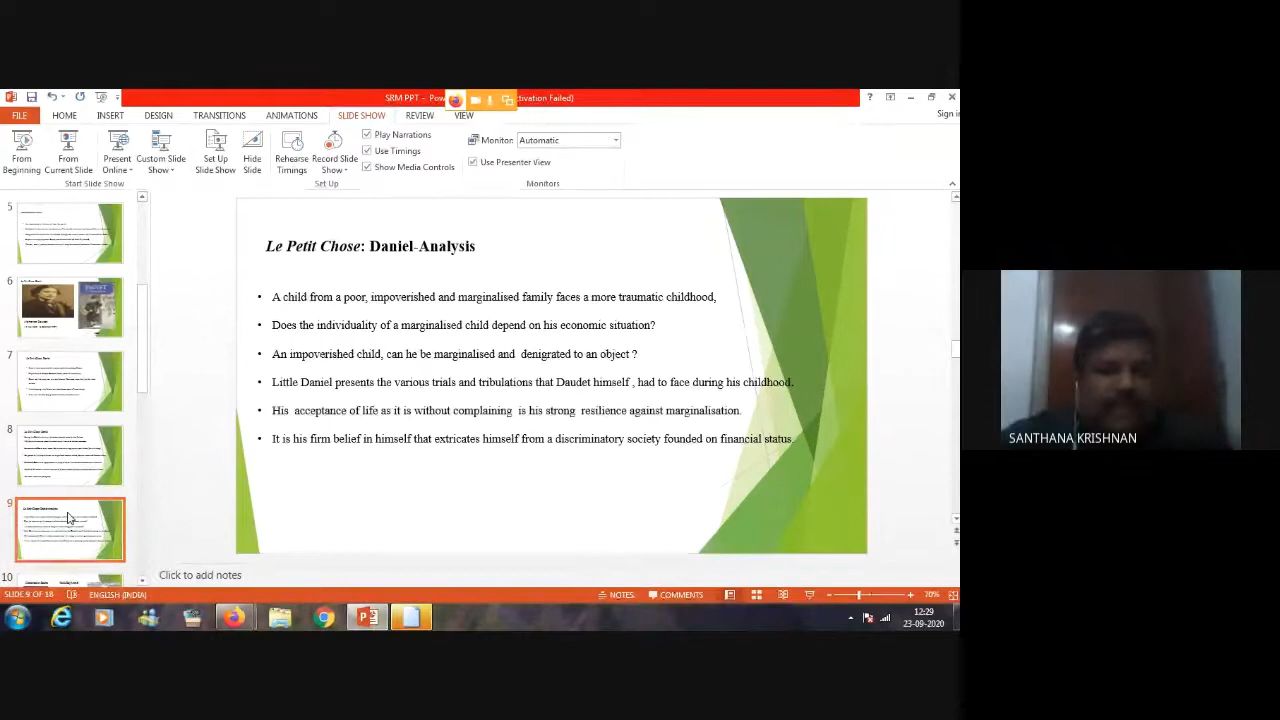 SRM PPT - Pow
tivation Failed)
FILE HOME INSERT DESIGN TRANSITIONS ANIMATIONS SLIDE SHOW REVIEW VIEW
Sign in
From Beginning
From Current Slide
Present Online
Custom Slide Show
Set Up Slide Show
Hide Slide
Rehearse Timings
Record Slide Show
Play Narrations
Use Timings
Show Media Controls
Monitor: Automatic
Use Presenter View
Start Slide Show
Set Up
Monitors
5
6
7
8
9
10
Le Petit Chose: Daniel-Analysis
• A child from a poor, impoverished and marginalised family faces a more traumatic childhood,
• Does the individuality of a marginalised child depend on his economic situation?
• An impoverished child, can he be marginalised and denigrated to an object ?
• Little Daniel presents the various trials and tribulations that Daudet himself , had to face during his childhood.
• His acceptance of life as it is without complaining is his strong resilience against marginalisation.
• It is his firm belief in himself that extricates himself from a discriminatory society founded on financial status.
Click to add notes
SLIDE 9 OF 18 ENGLISH (INDIA) NOTES COMMENTS 70%
12:29
23-09-2020
SANTHANA KRISHNAN